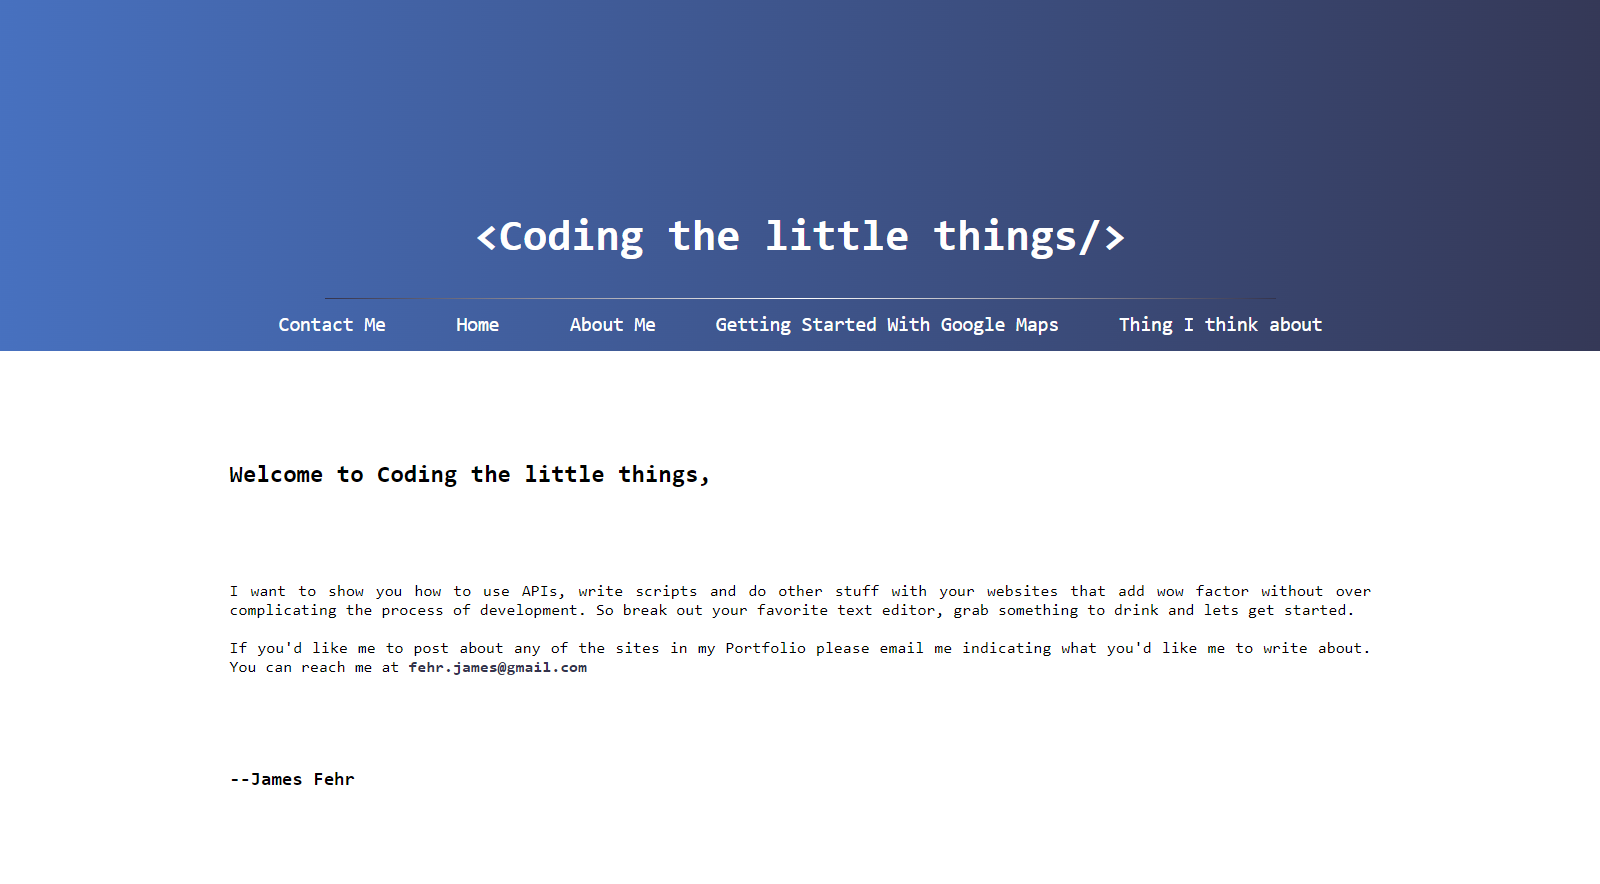 <Coding the little things/>
Contact Me Home About Me Getting Started With Google Maps Thing I think about
Welcome to Coding the little things,
I want to show you how to use APIs, write scripts and do other stuff with your websites that add wow factor without over
complicating the process of development. So break out your favorite text editor, grab something to drink and lets get started.
If you'd like me to post about any of the sites in my Portfolio please email me indicating what you'd like me to write about.
You can reach me at fehr.james@gmail.com
--James Fehr